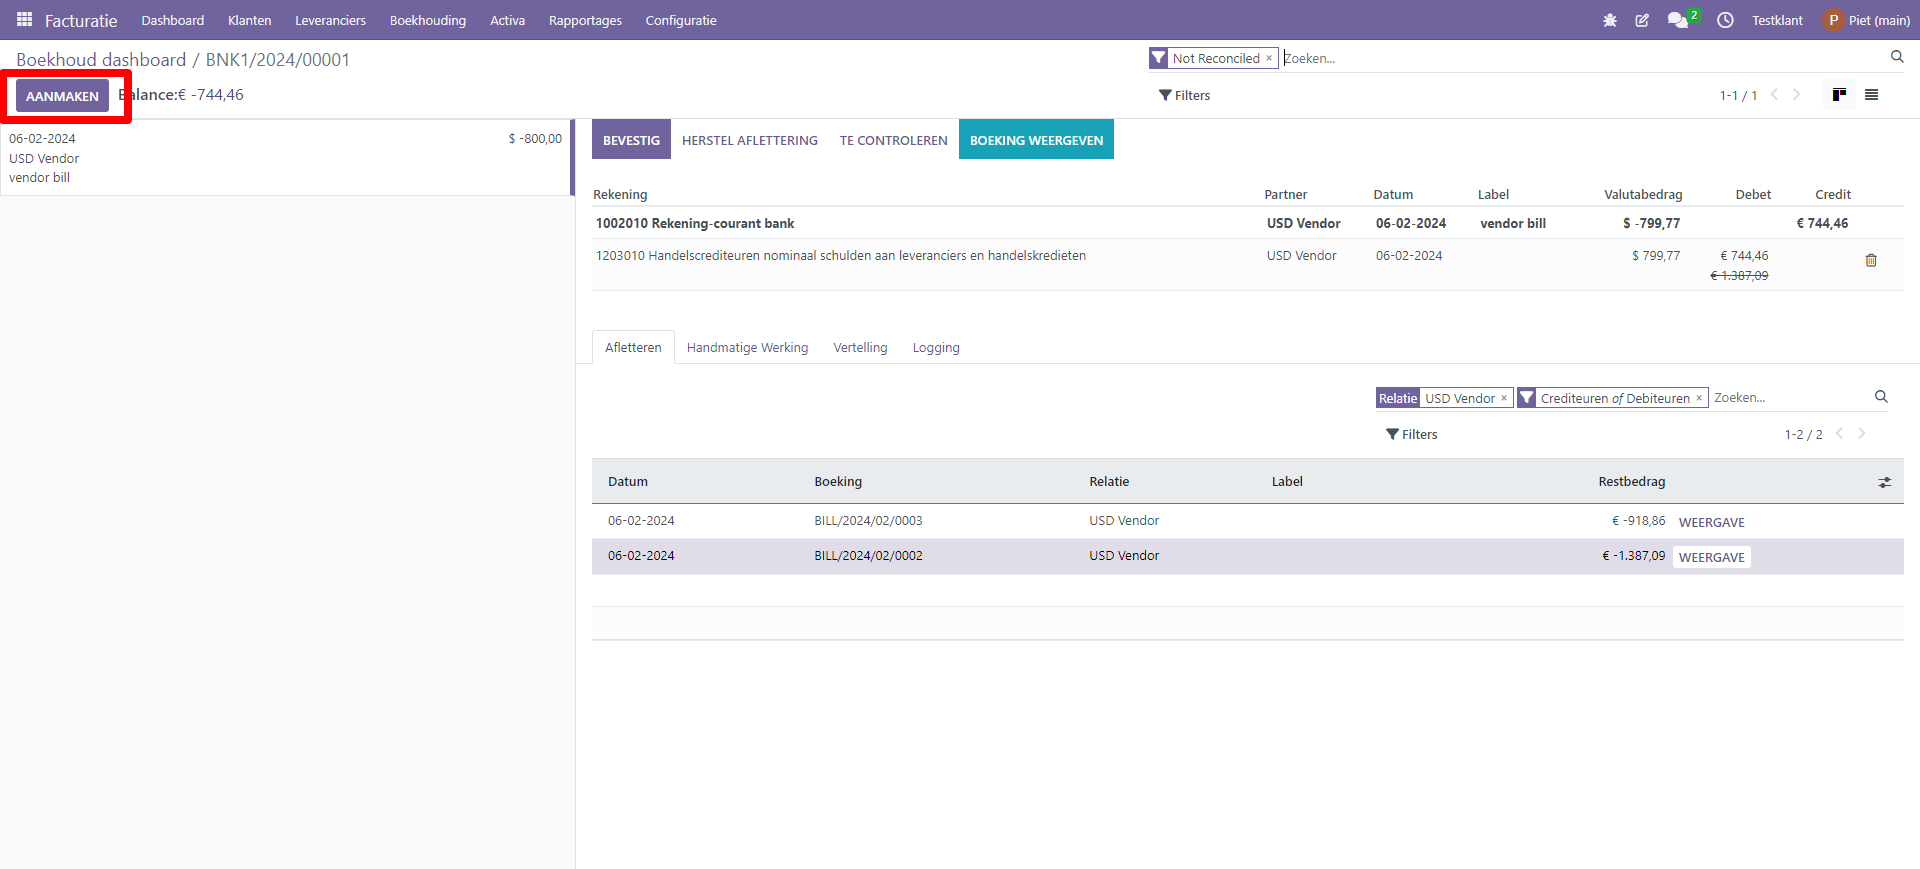 Facturatie Dashboard Klanten Leveranciers Boekhouding Activa Rapportages Configuratie 2 Testklant P Piet (main)
Boekhoud dashboard / BNK1/2024/00001
Not Reconciled × Zoeken...
AANMAKEN Balance:€ -744,46
Filters 1-1 / 1
06-02-2024 $ -800,00
USD Vendor
vendor bill
BEVESTIG HERSTEL AFLETTERING TE CONTROLEREN BOEKING WEERGEVEN
Rekening Partner Datum Label Valutabedrag Debet Credit
1002010 Rekening-courant bank USD Vendor 06-02-2024 vendor bill $ -799,77 € 744,46
1203010 Handelscrediteuren nominaal schulden aan leveranciers en handelskredieten USD Vendor 06-02-2024 $ 799,77 € 744,46
€ 1.387,09
Afletteren Handmatige Werking Vertelling Logging
Relatie USD Vendor × Crediteuren of Debiteuren × Zoeken...
Filters 1-2 / 2
Datum Boeking Relatie Label Restbedrag
06-02-2024 BILL/2024/02/0003 USD Vendor € -918,86 WEERGAVE
06-02-2024 BILL/2024/02/0002 USD Vendor € -1.387,09 WEERGAVE